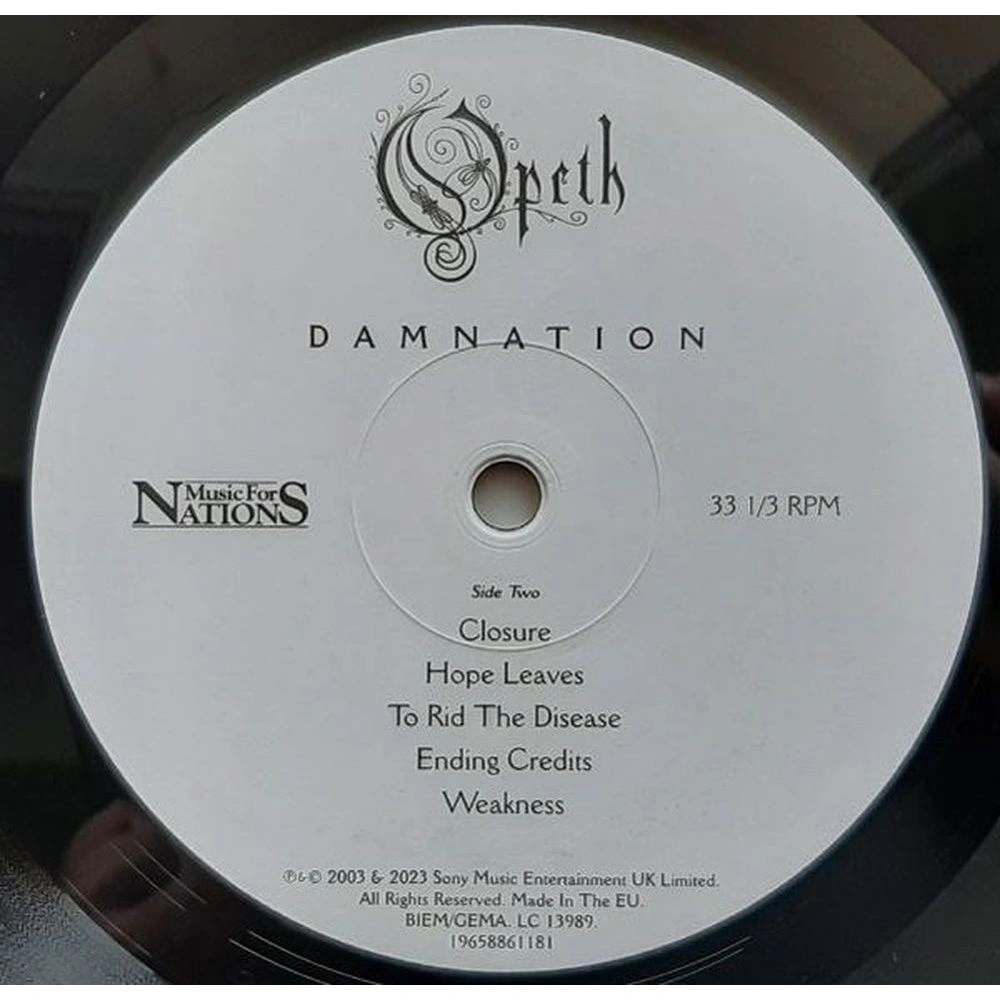 Opeth
DAMNATION
Music For
NATIONS
33 1/3 RPM
Side Two
Closure
Hope Leaves
To Rid The Disease
Ending Credits
Weakness
℗&© 2003 & 2023 Sony Music Entertainment UK Limited.
All Rights Reserved. Made In The EU.
BIEM/GEMA. LC 13989.
19658861181